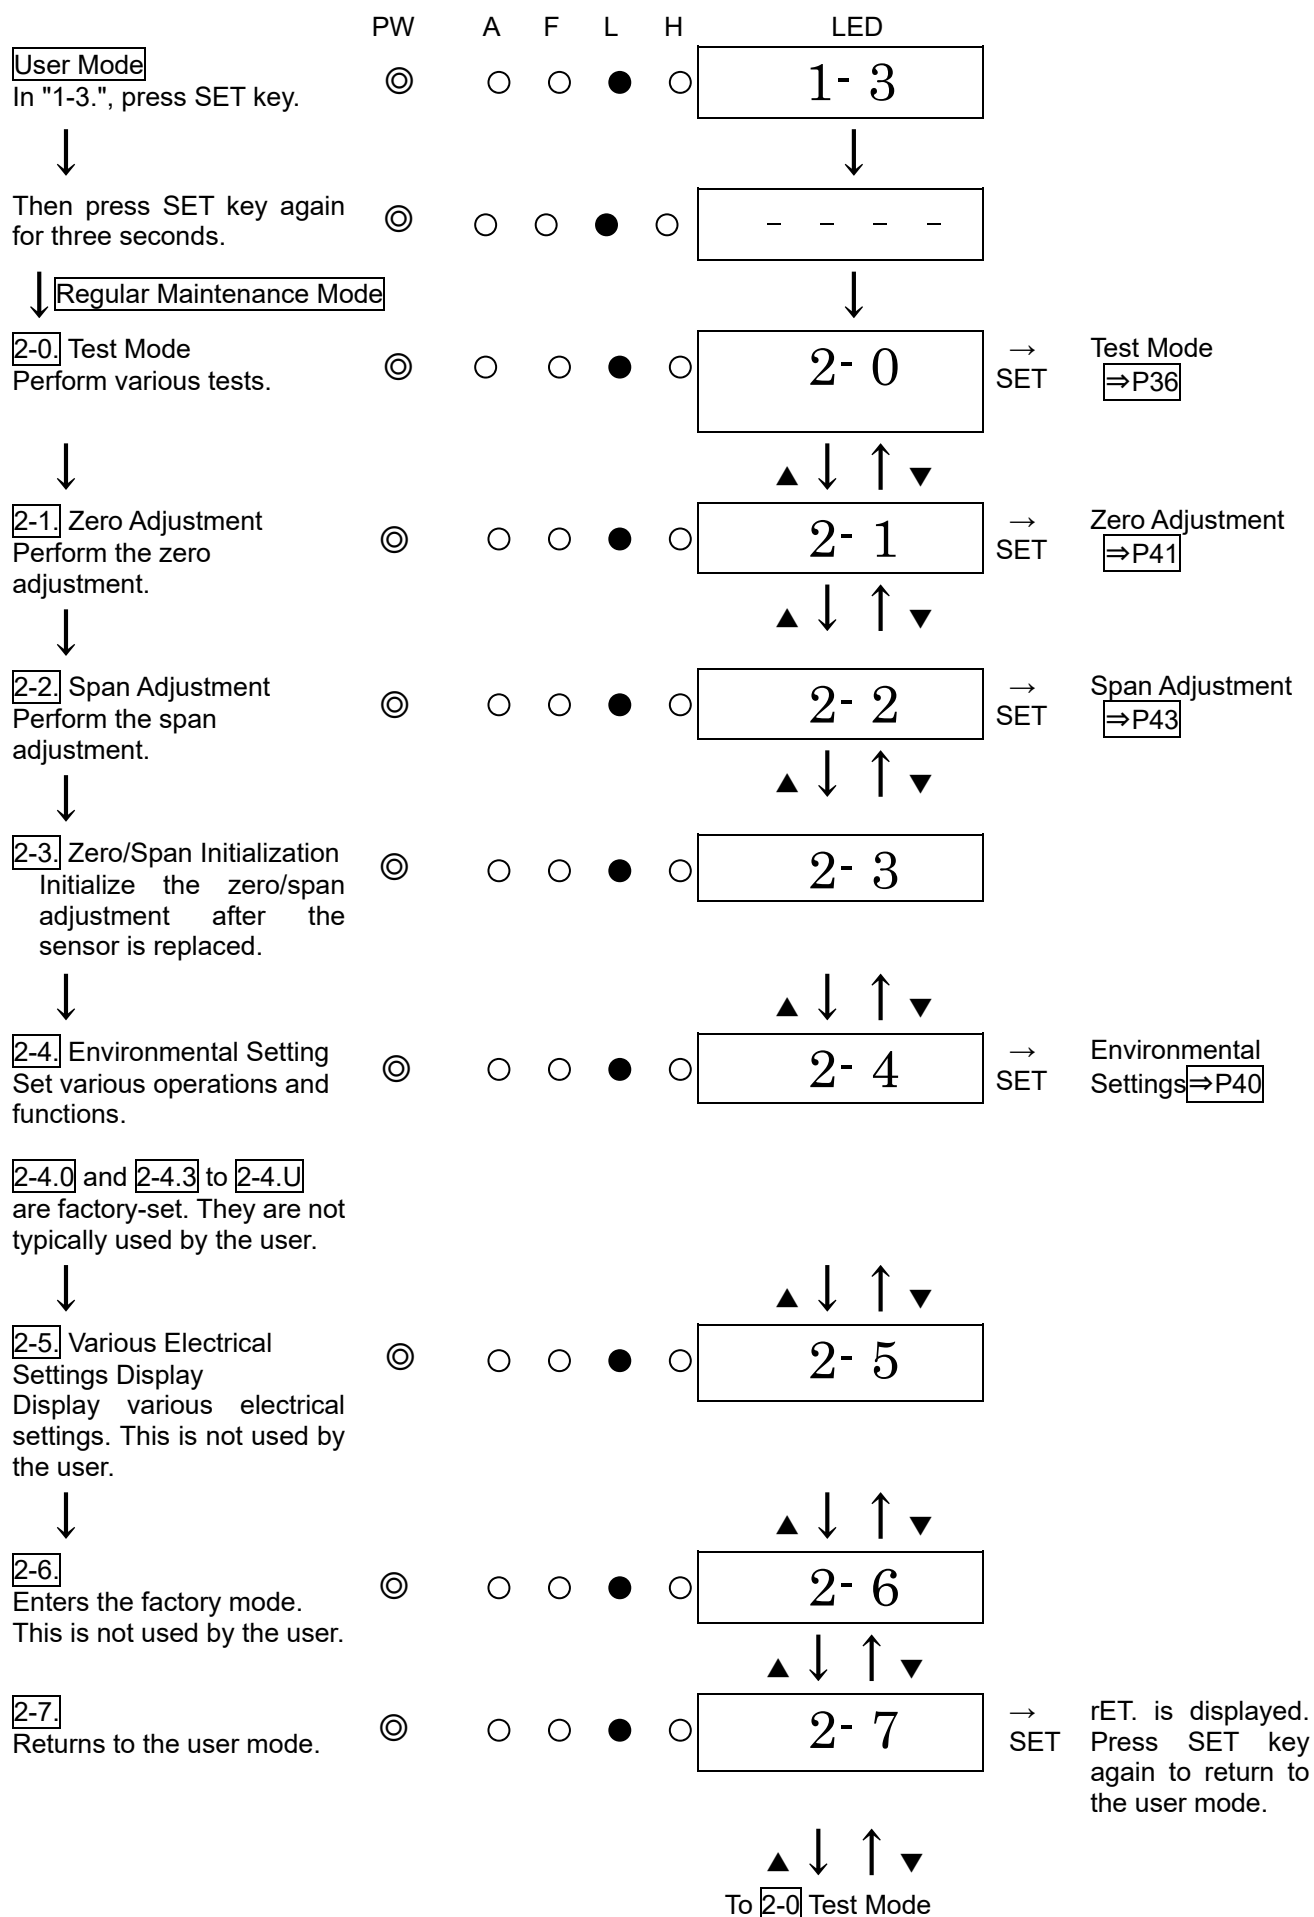 PW A F L H LED
User Mode
In "1-3.", press SET key.
◎ ○ ○ ● ○ 1- 3
↓ ↓
Then press SET key again
for three seconds.
◎ ○ ○ ● ○ - - - -
↓ Regular Maintenance Mode ↓
2-0. Test Mode
Perform various tests.
◎ ○ ○ ● ○ 2- 0 → SET
Test Mode
⇒P36
↓ ▲ ↓ ↑ ▼
2-1. Zero Adjustment
Perform the zero
adjustment.
◎ ○ ○ ● ○ 2- 1 → SET
Zero Adjustment
⇒P41
↓ ▲ ↓ ↑ ▼
2-2. Span Adjustment
Perform the span
adjustment.
◎ ○ ○ ● ○ 2- 2 → SET
Span Adjustment
⇒P43
↓ ▲ ↓ ↑ ▼
2-3. Zero/Span Initialization
Initialize the zero/span
adjustment after the
sensor is replaced.
◎ ○ ○ ● ○ 2- 3
↓ ▲ ↓ ↑ ▼
2-4. Environmental Setting
Set various operations and
functions.
◎ ○ ○ ● ○ 2- 4 → SET
Environmental
Settings⇒P40
2-4.0 and 2-4.3 to 2-4.U
are factory-set. They are not
typically used by the user.
↓ ▲ ↓ ↑ ▼
2-5. Various Electrical
Settings Display
Display various electrical
settings. This is not used by
the user.
◎ ○ ○ ● ○ 2- 5
↓ ▲ ↓ ↑ ▼
2-6.
Enters the factory mode.
This is not used by the user.
◎ ○ ○ ● ○ 2- 6
▲ ↓ ↑ ▼
2-7.
Returns to the user mode.
◎ ○ ○ ● ○ 2- 7 → SET
rET. is displayed.
Press SET key
again to return to
the user mode.
▲ ↓ ↑ ▼
To 2-0 Test Mode